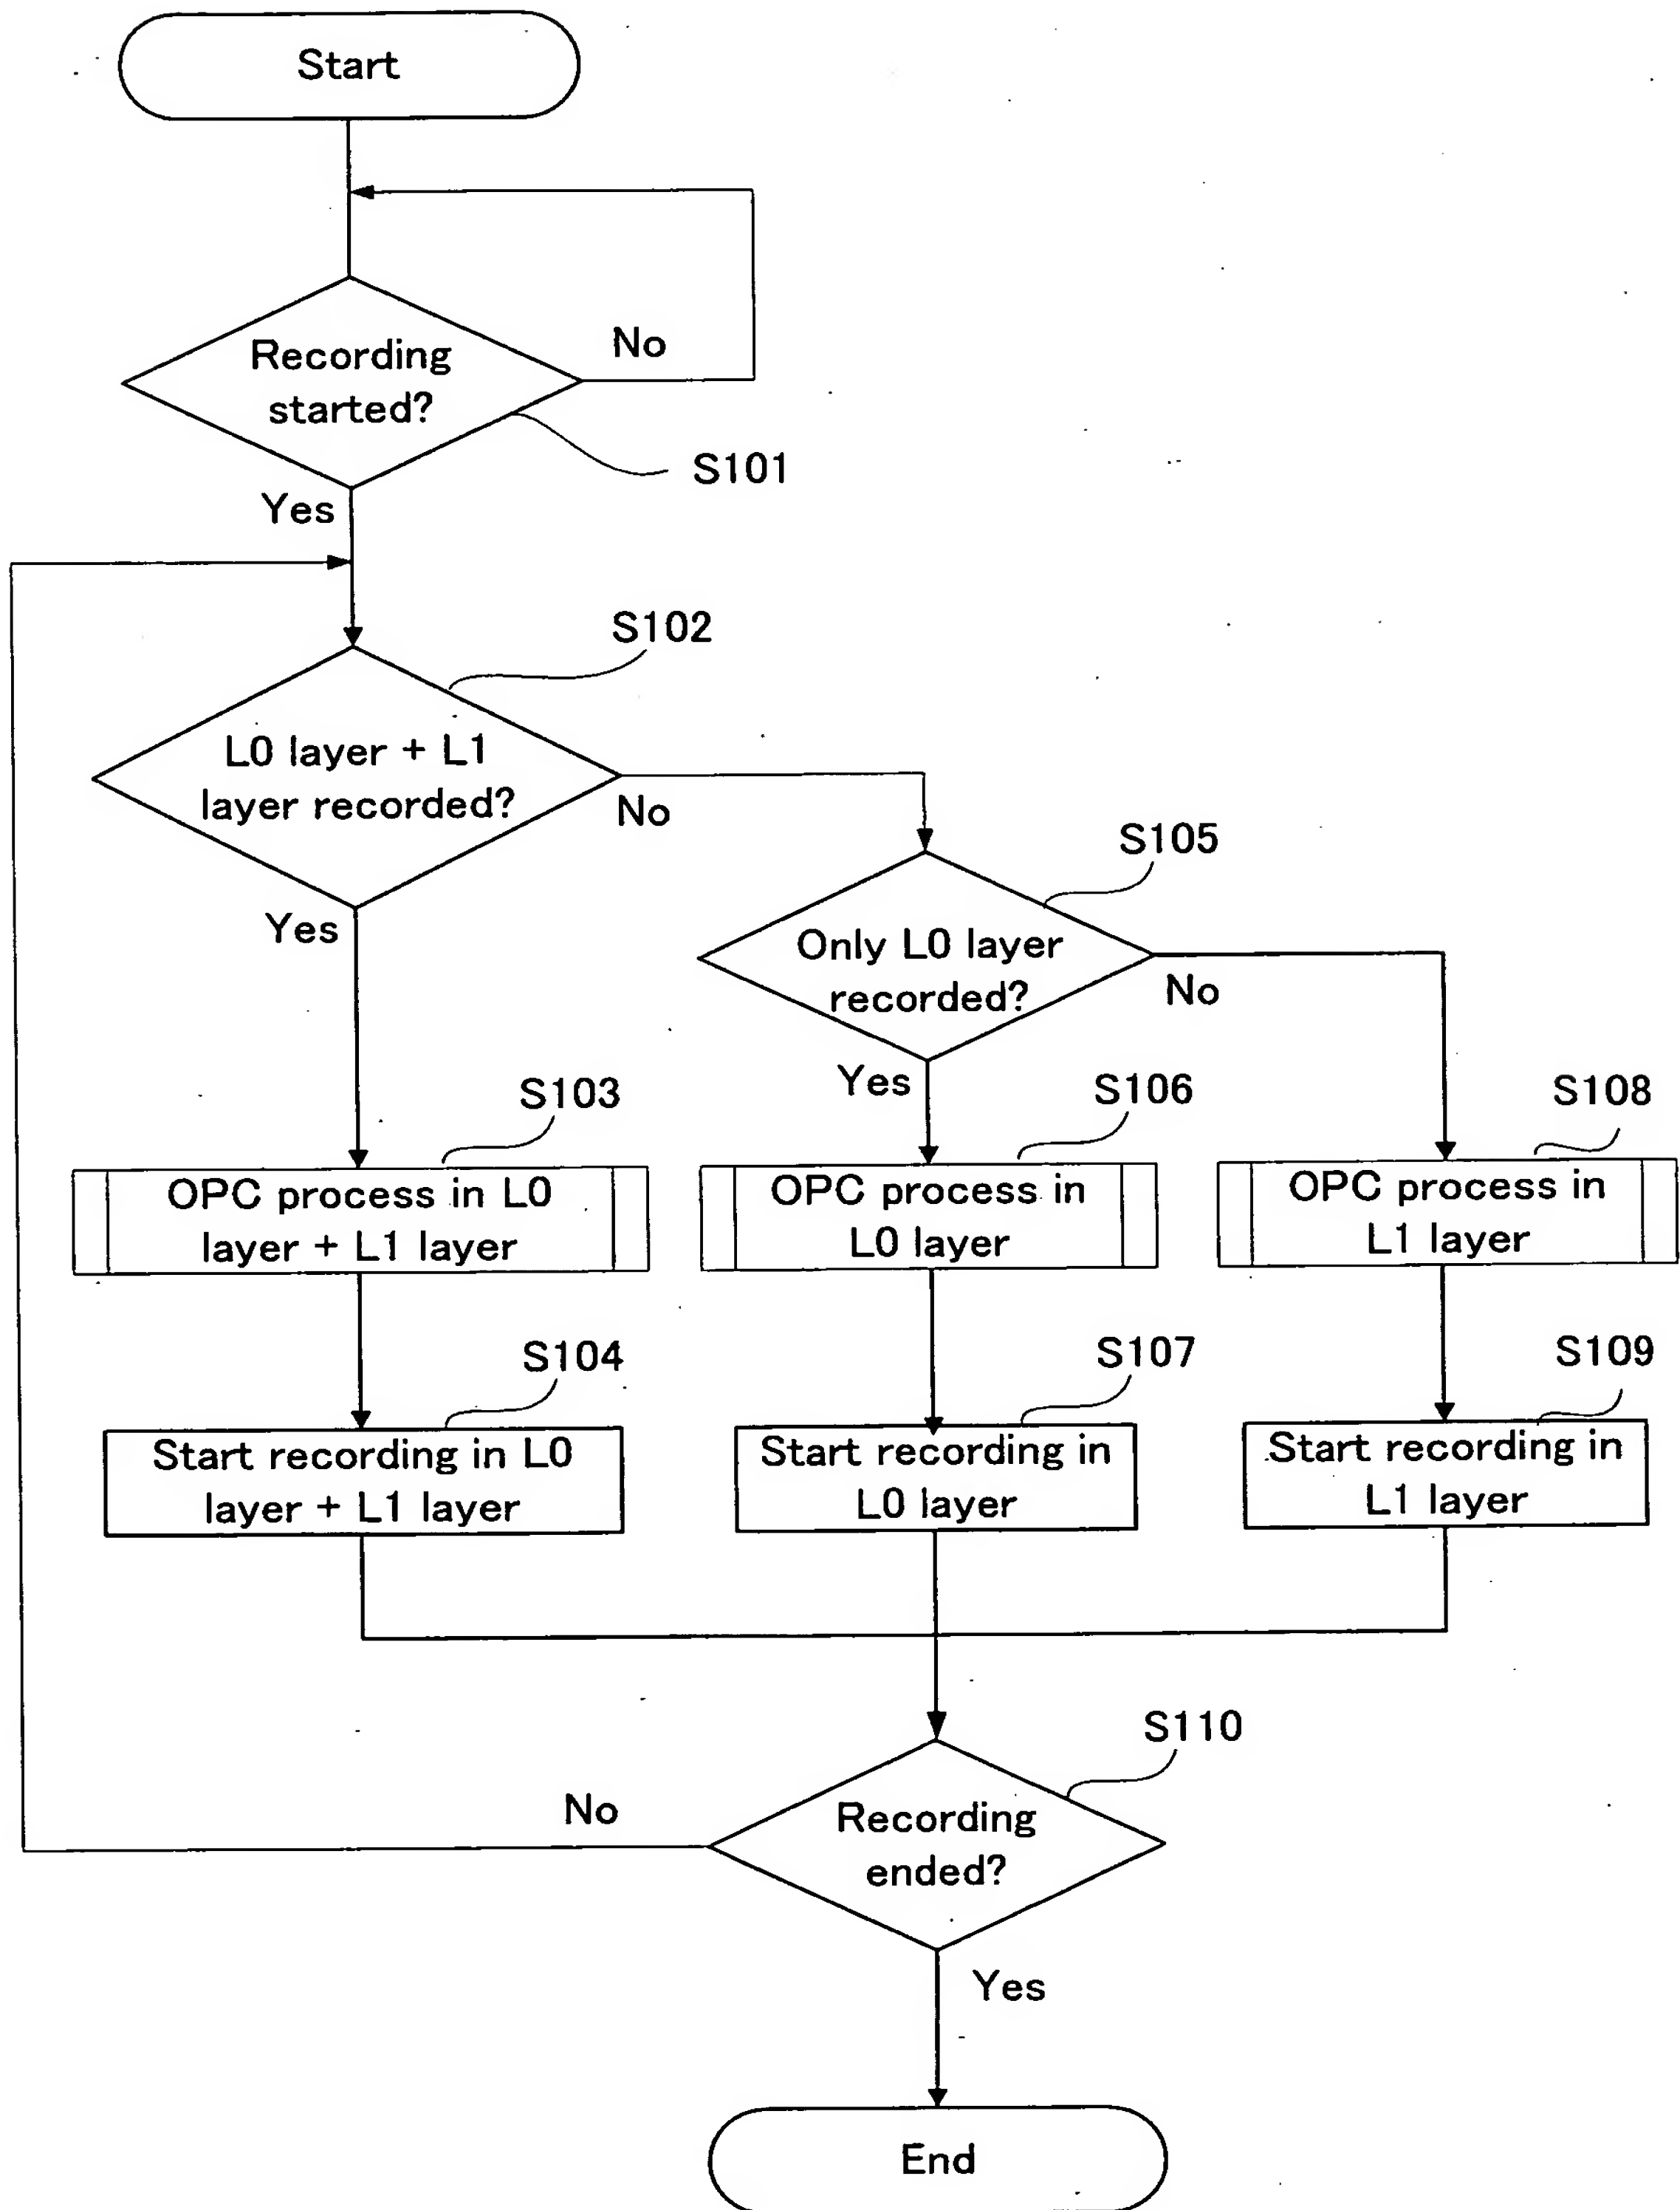 Start
Recording
started?
No
S101
Yes
S102
L0 layer + L1
layer recorded?
No
Yes
S105
Only L0 layer
recorded?
No
Yes
S103
OPC process in L0
layer + L1 layer
S106
OPC process in
L0 layer
S108
OPC process in
L1 layer
S104
Start recording in L0
layer + L1 layer
S107
Start recording in
L0 layer
S109
Start recording in
L1 layer
S110
Recording
ended?
No
Yes
End